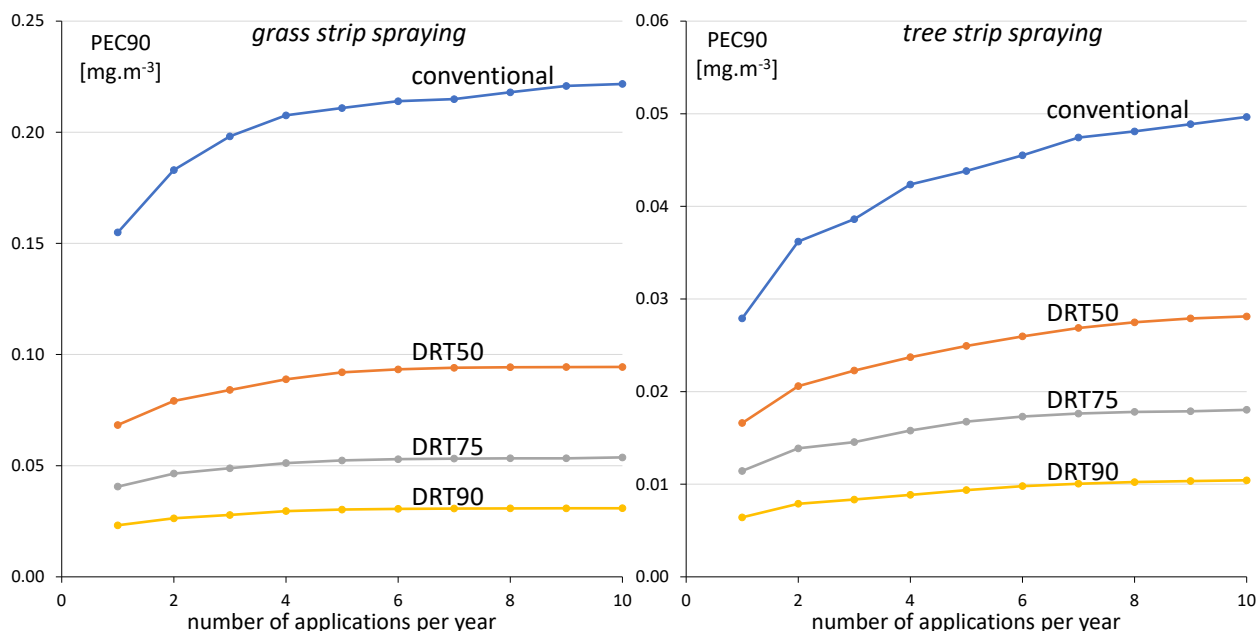 grass strip spraying
PEC90
[mg.m⁻³]
0.25
0.20
0.15
0.10
0.05
0.00
conventional
DRT50
DRT75
DRT90
0 2 4 6 8 10
number of applications per year
tree strip spraying
PEC90
[mg.m⁻³]
0.06
0.05
0.04
0.03
0.02
0.01
0.00
conventional
DRT50
DRT75
DRT90
0 2 4 6 8 10
number of applications per year